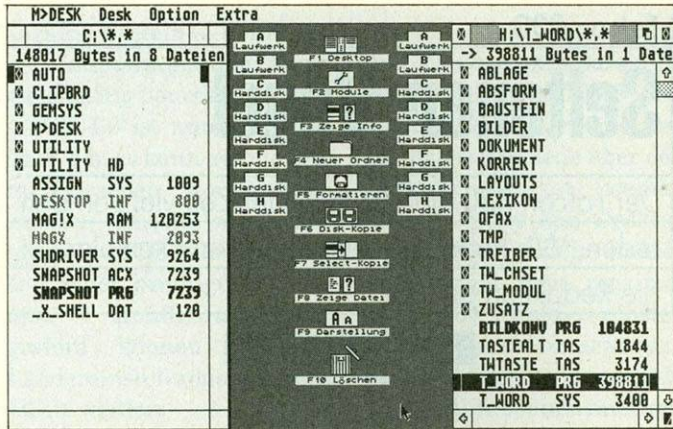 M>DESK Desk Option Extra
C:\*.*
148017 Bytes in 8 Dateien
AUTO
CLIPBRD
GEMSYS
M>DESK
UTILITY
UTILITY HD
ASSIGN SYS 1009
DESKTOP INF 800
MAG!X RAM 120253
MAGX INF 2093
SHDRIVER SYS 9264
SNAPSHOT ACX 7239
SNAPSHOT PRG 7239
_X_SHELL DAT 120
A
Laufwerk
B
Laufwerk
C
Harddisk
D
Harddisk
E
Harddisk
F
Harddisk
G
Harddisk
H
Harddisk
F1 Desktop
F2 Module
F3 Zeige Info
F4 Neuer Ordner
F5 Formatieren
F6 Disk-Kopie
F7 Select-Kopie
F8 Zeige Datei
F9 Darstellung
F10 Löschen
A
Laufwerk
B
Laufwerk
C
Harddisk
D
Harddisk
E
Harddisk
F
Harddisk
G
Harddisk
H
Harddisk
H:\T_WORD\*.*
-> 398811 Bytes in 1 Date
ABLAGE
ABSFORM
BAUSTEIN
BILDER
DOKUMENT
KORREKT
LAYOUTS
LEXIKON
QFAX
TMP
TREIBER
TW_CHSET
TW_MODUL
ZUSATZ
BILDKONV PRG 104831
TASTEALT TAS 1844
TWTASTE TAS 3174
T_WORD PRG 398811
T_WORD SYS 3400